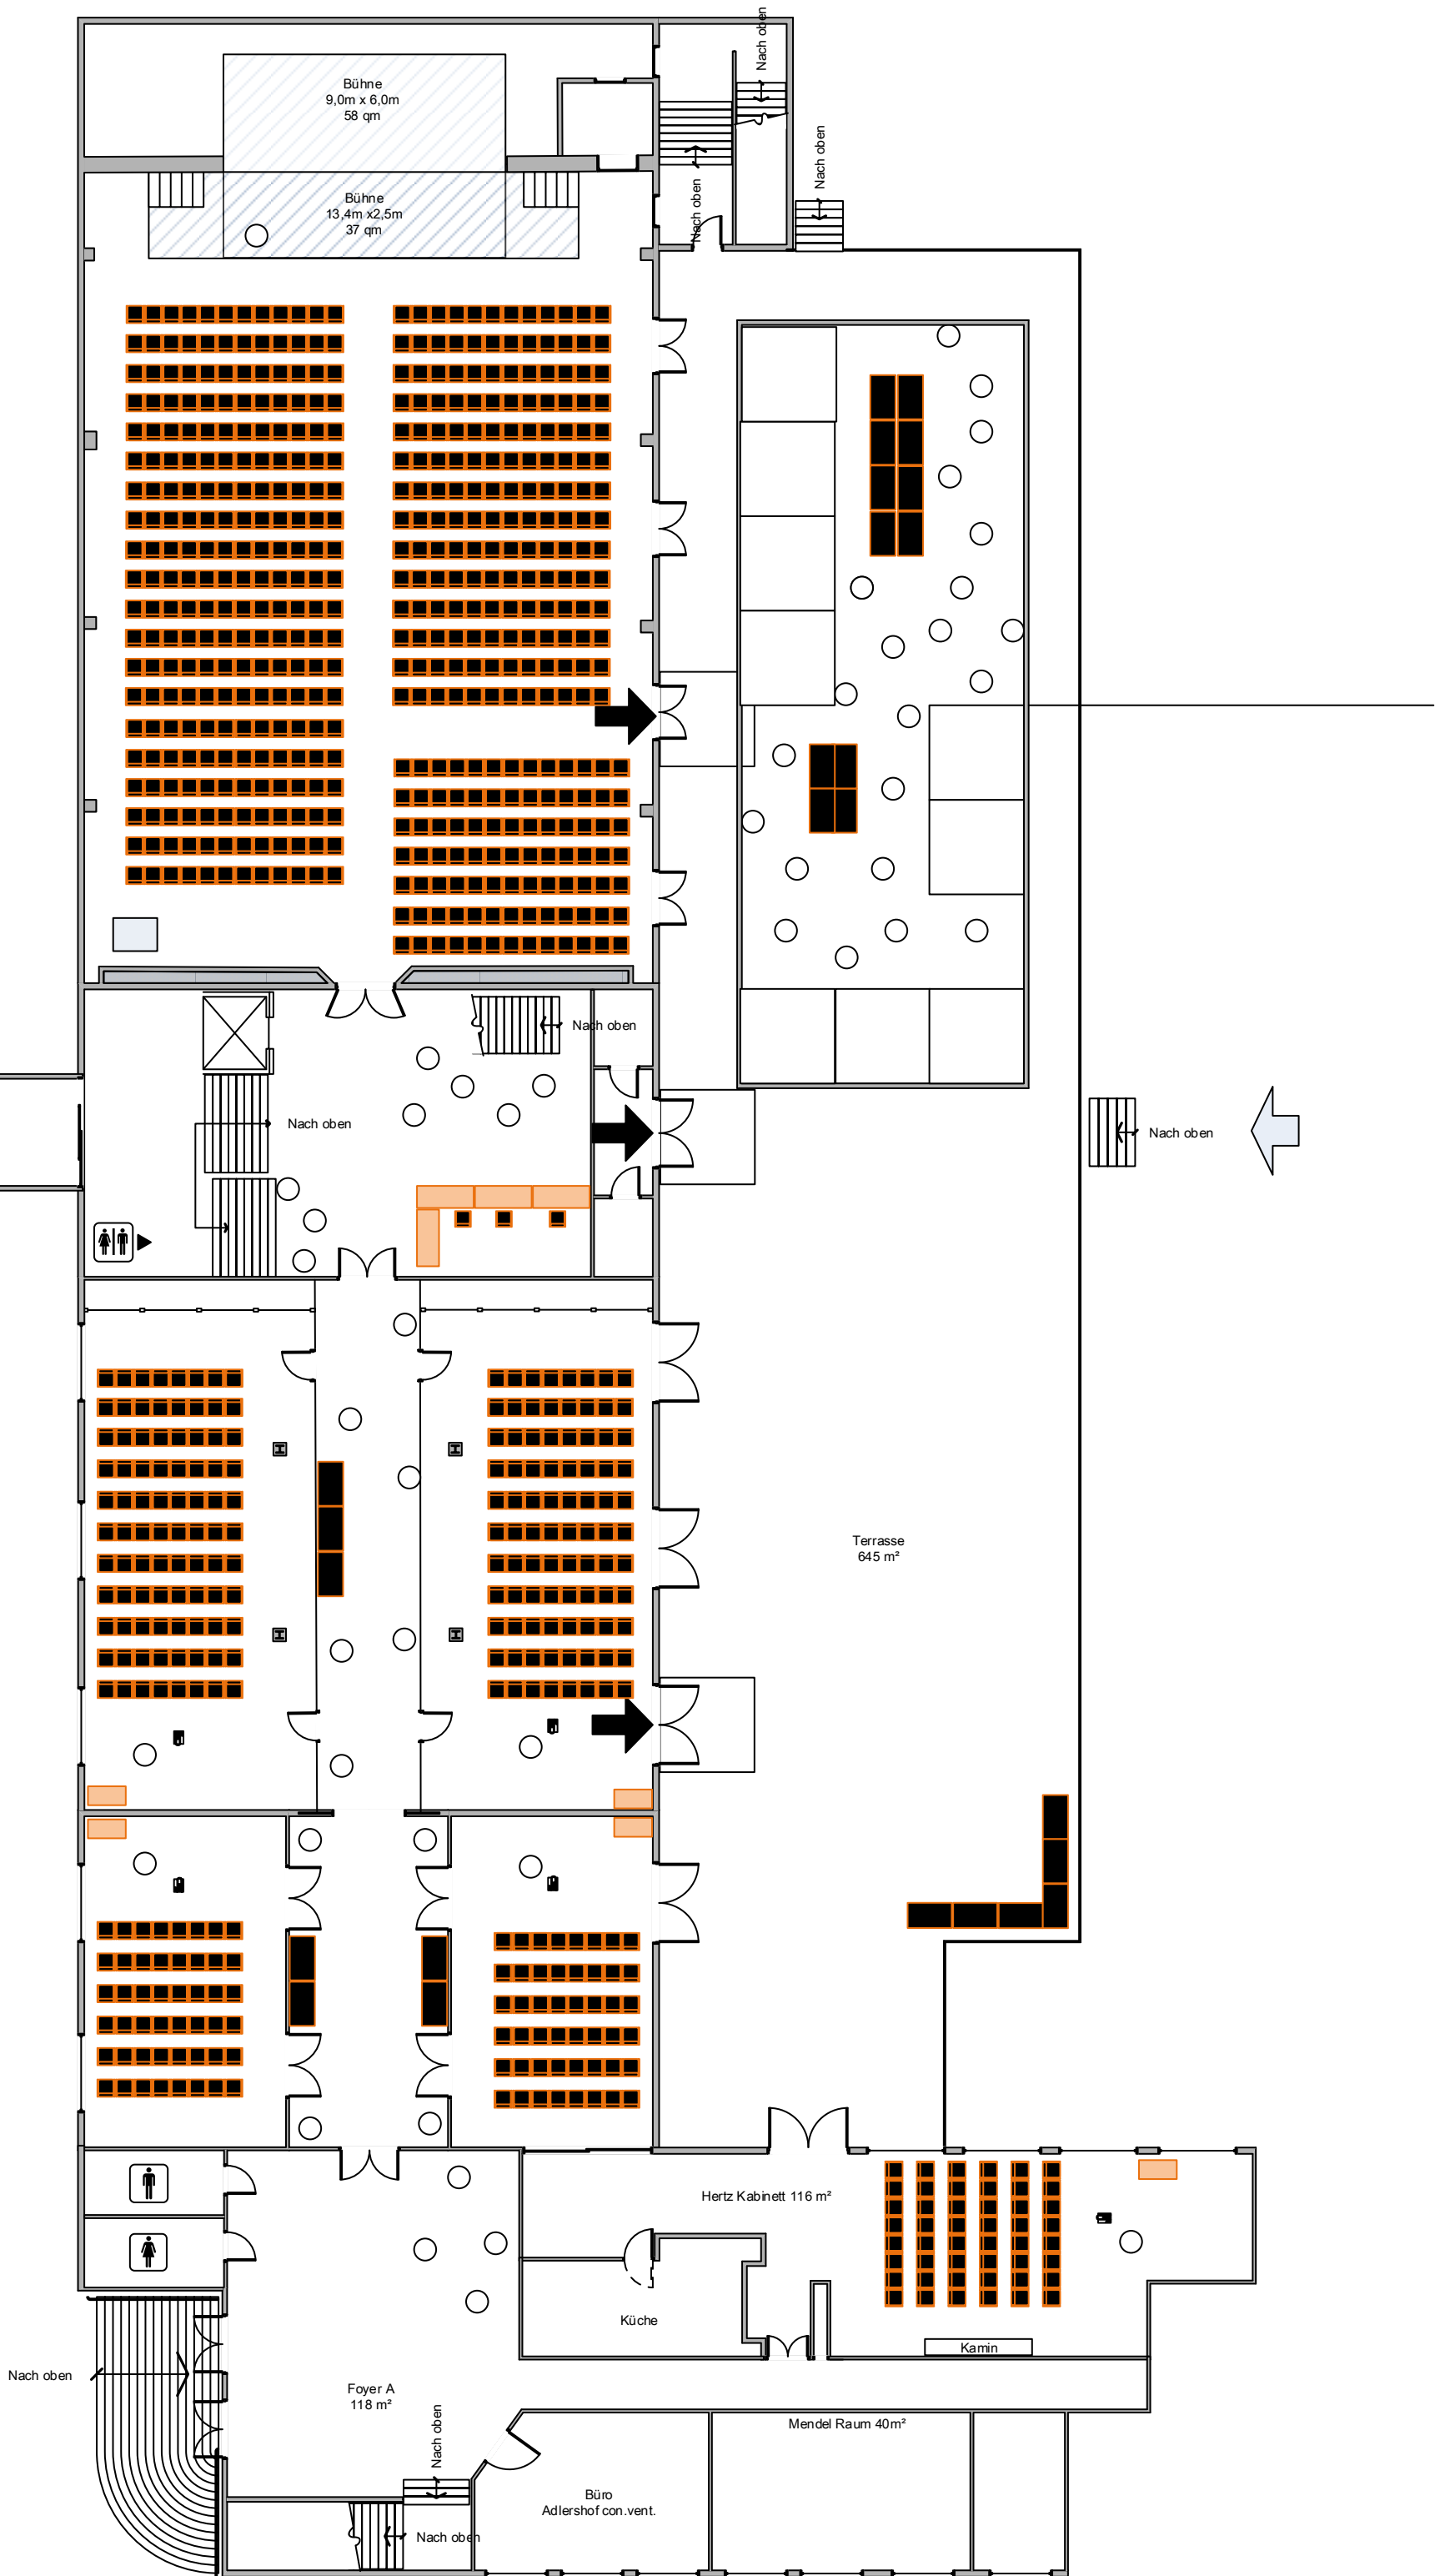 Nach oben
Bühne
9,0m x 6,0m
58 qm
Nach oben
Nach oben
Bühne
13,4m x2,5m
37 qm
Nach oben
Nach oben
Nach oben
Terrasse
645 m²
Hertz Kabinett 116 m²
Küche
Kamin
Nach oben
Foyer A
118 m²
Nach oben
Mendel Raum 40m²
Büro
Adlershof con.vent.
Nach oben